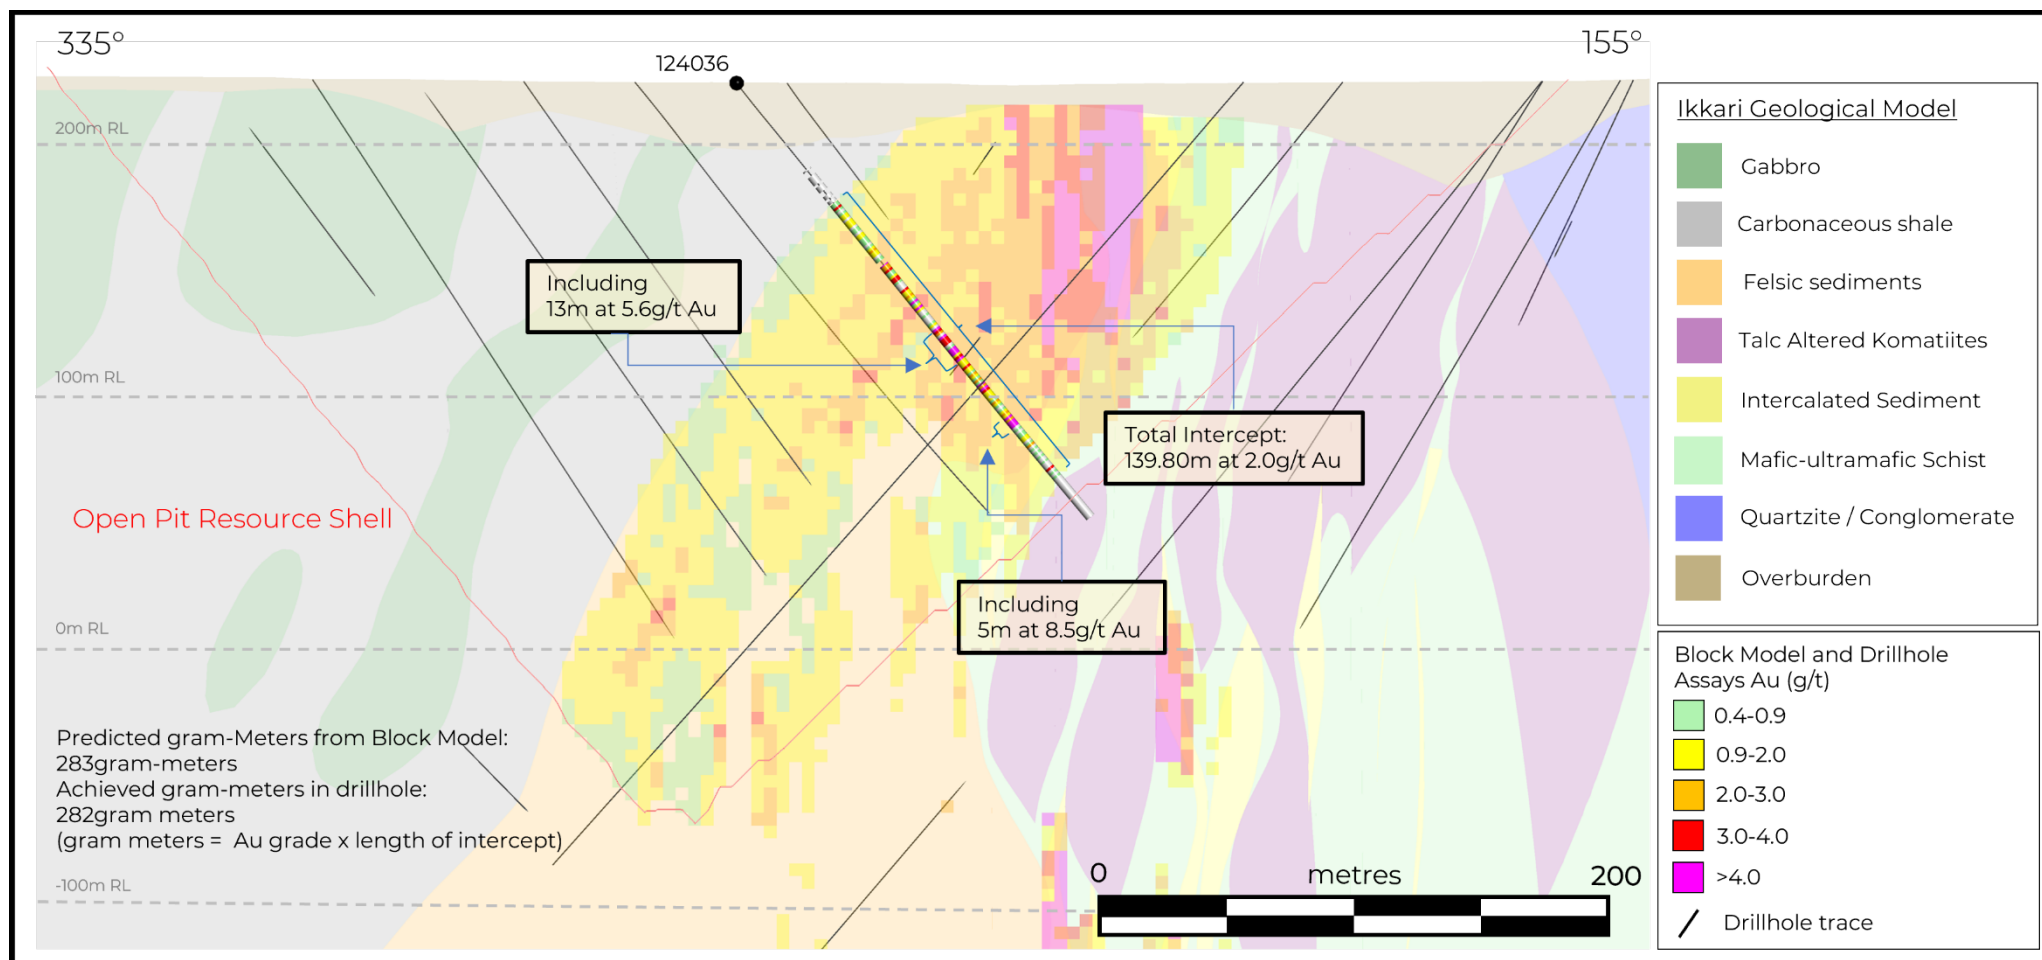 335°
155°
124036
200m RL
Including
13m at 5.6g/t Au
100m RL
Total Intercept:
139.80m at 2.0g/t Au
Open Pit Resource Shell
Including
5m at 8.5g/t Au
0m RL
Predicted gram-Meters from Block Model:
283gram-meters
Achieved gram-meters in drillhole:
282gram meters
(gram meters = Au grade x length of intercept)
-100m RL
0 metres 200
Ikkari Geological Model
Gabbro
Carbonaceous shale
Felsic sediments
Talc Altered Komatiites
Intercalated Sediment
Mafic-ultramafic Schist
Quartzite / Conglomerate
Overburden
Block Model and Drillhole
Assays Au (g/t)
0.4-0.9
0.9-2.0
2.0-3.0
3.0-4.0
>4.0
Drillhole trace